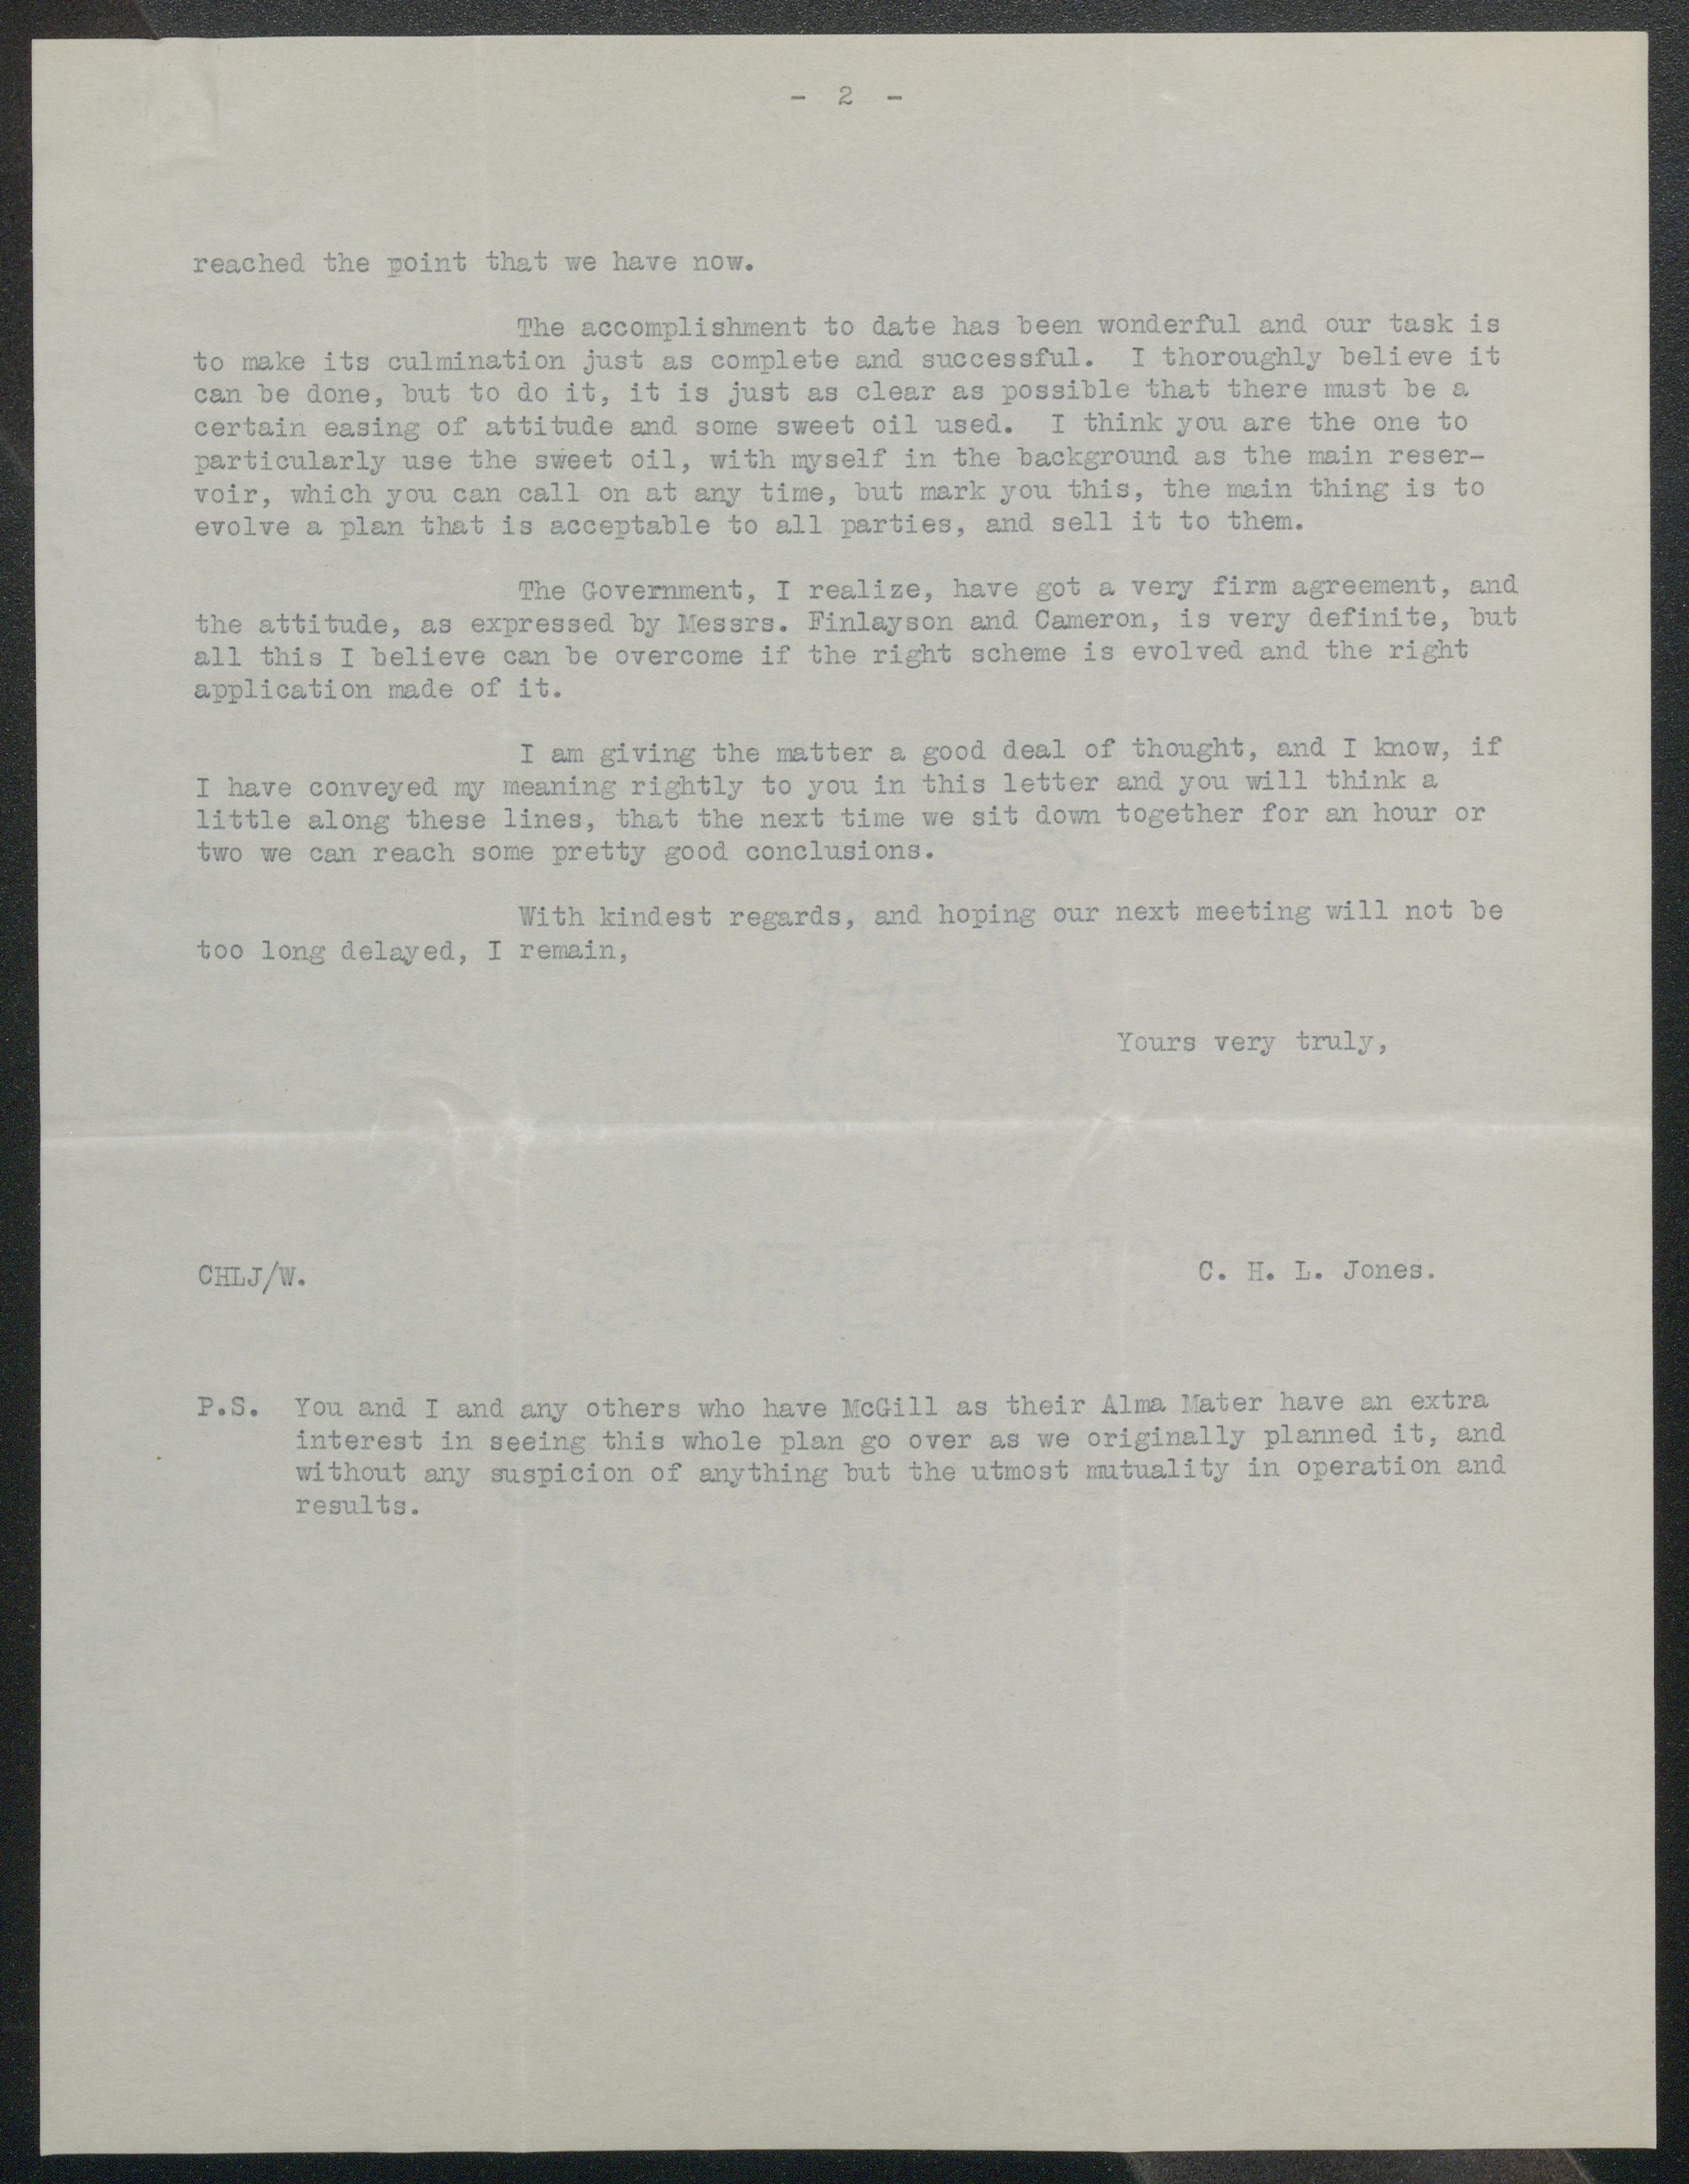 - 2 -
reached the point that we have now.
The accomplishment to date has been wonderful and our task is
to make its culmination just as complete and successful. I thoroughly believe it
can be done, but to do it, it is just as clear as possible that there must be a
certain easing of attitude and some sweet oil used. I think you are the one to
particularly use the sweet oil, with myself in the background as the main reser-
voir, which you can call on at any time, but mark you this, the main thing is to
evolve a plan that is acceptable to all parties, and sell it to them.
The Government, I realize, have got a very firm agreement, and
the attitude, as expressed by Messrs. Finlayson and Cameron, is very definite, but
all this I believe can be overcome if the right scheme is evolved and the right
application made of it.
I am giving the matter a good deal of thought, and I know, if
I have conveyed my meaning rightly to you in this letter and you will think a
little along these lines, that the next time we sit down together for an hour or
two we can reach some pretty good conclusions.
With kindest regards, and hoping our next meeting will not be
too long delayed, I remain,
Yours very truly,
CHLJ/W. C. H. L. Jones.
P.S. You and I and any others who have McGill as their Alma Mater have an extra
interest in seeing this whole plan go over as we originally planned it, and
without any suspicion of anything but the utmost mutuality in operation and
results.